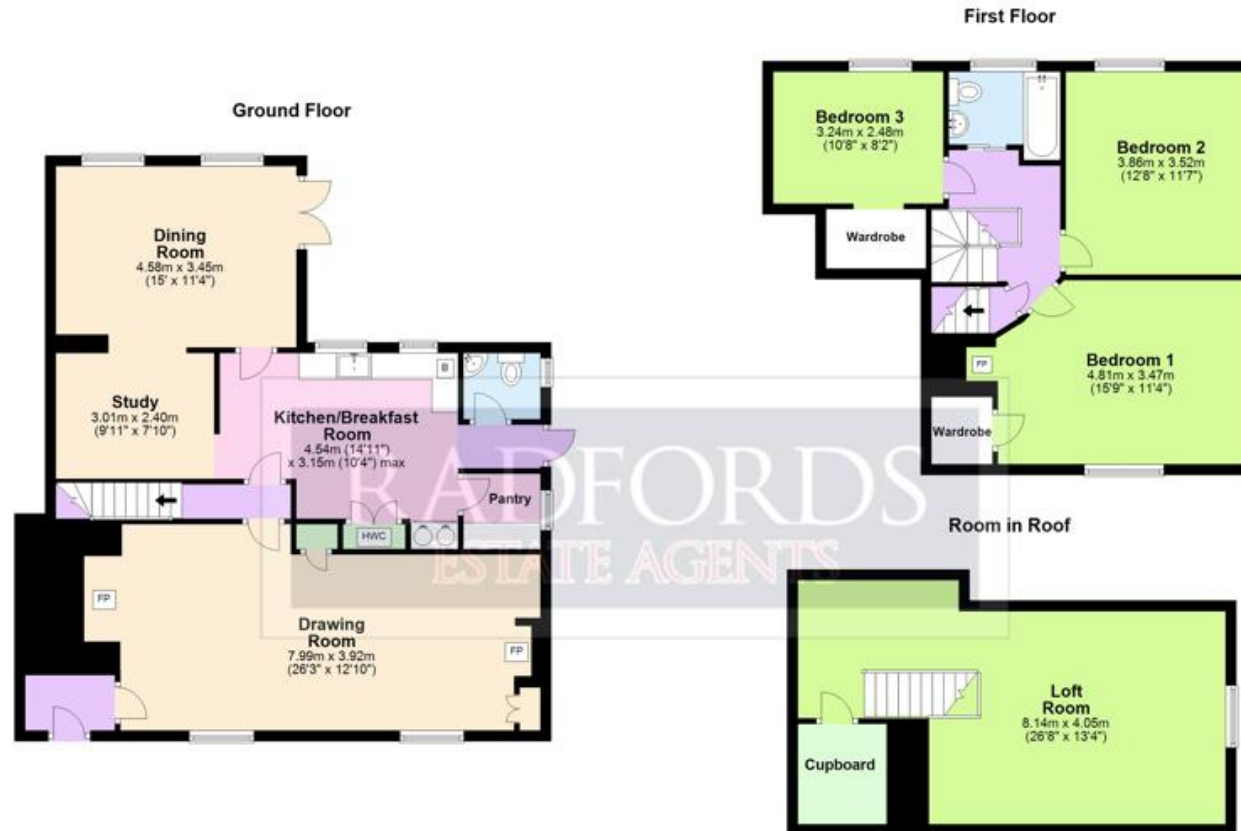 Ground Floor
Dining
Room
4.58m x 3.45m
(15' x 11'4")
Study
3.01m x 2.40m
(9'11" x 7'10")
Kitchen/Breakfast
Room
4.54m (14'11")
x 3.15m (10'4") max
B
Pantry
HWC
FP
Drawing
Room
7.99m x 3.92m
(26'3" x 12'10")
FP
RADFORDS
ESTATE AGENTS
First Floor
Bedroom 3
3.24m x 2.48m
(10'8" x 8'2")
Bedroom 2
3.86m x 3.52m
(12'8" x 11'7")
Wardrobe
Bedroom 1
4.81m x 3.47m
(15'9" x 11'4")
FP
Wardrobe
Room in Roof
Loft
Room
8.14m x 4.05m
(26'8" x 13'4")
Cupboard